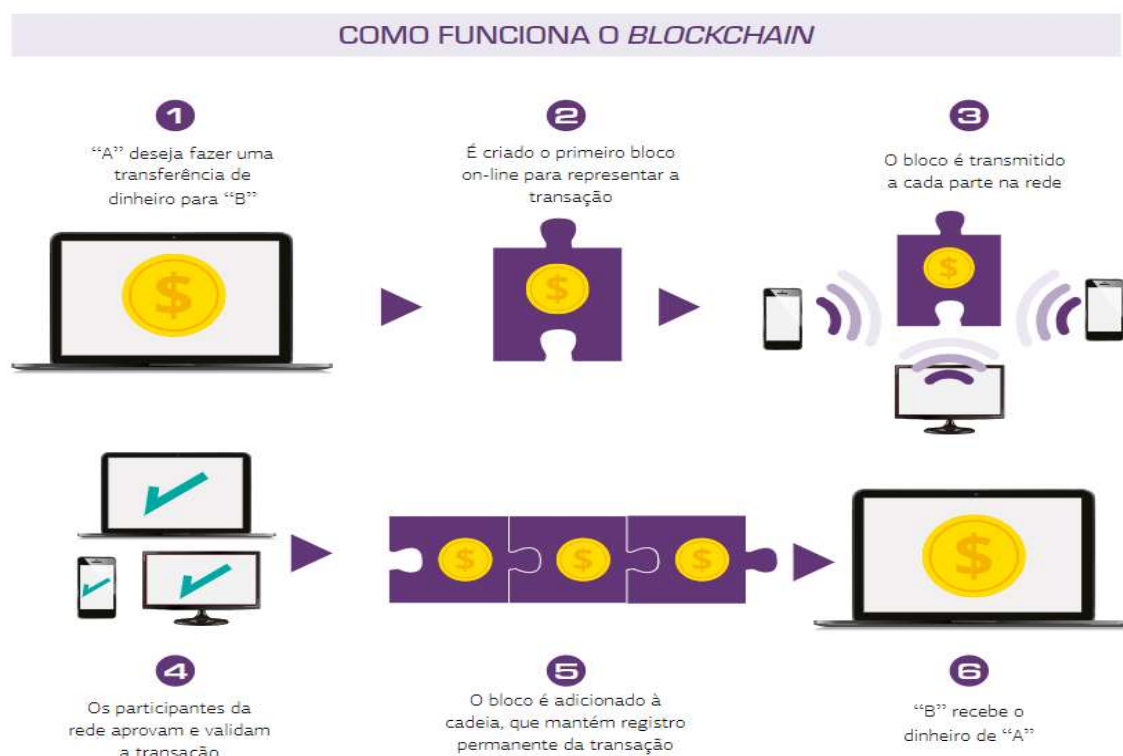 COMO FUNCIONA O BLOCKCHAIN
1
“A” deseja fazer uma
transferência de
dinheiro para “B”
2
É criado o primeiro bloco
on-line para representar a
transação
3
O bloco é transmitido
a cada parte na rede
4
Os participantes da
rede aprovam e validam
a transação
5
O bloco é adicionado à
cadeia, que mantém registro
permanente da transação
6
“B” recebe o
dinheiro de “A”